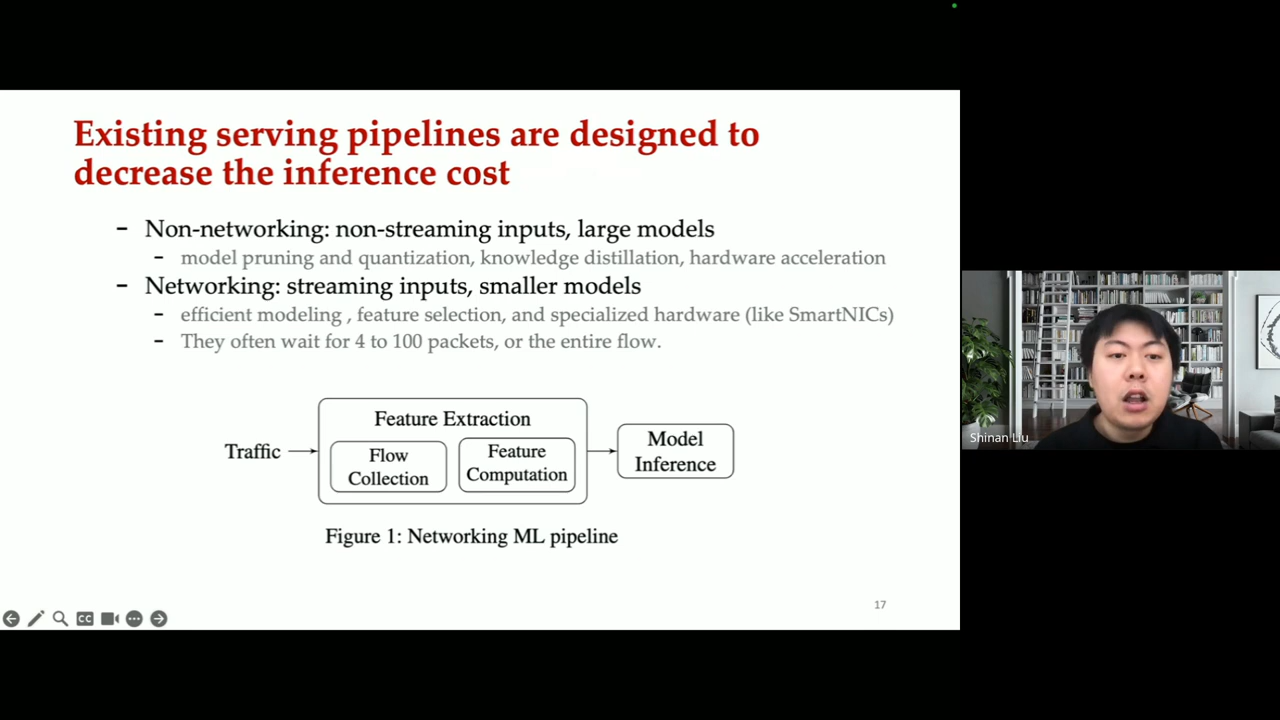 Existing serving pipelines are designed to
decrease the inference cost
- Non-networking: non-streaming inputs, large models
- model pruning and quantization, knowledge distillation, hardware acceleration
- Networking: streaming inputs, smaller models
- efficient modeling , feature selection, and specialized hardware (like SmartNICs)
- They often wait for 4 to 100 packets, or the entire flow.
Traffic
Feature Extraction
Flow
Collection
Feature
Computation
Model
Inference
Figure 1: Networking ML pipeline
17
CC
Shinan Liu